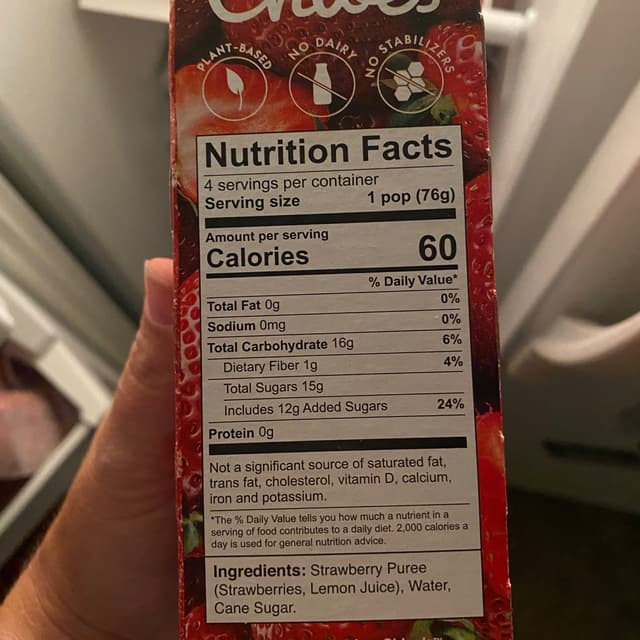 Chloe's
PLANT-BASED
NO DAIRY
NO STABILIZERS
Nutrition Facts
4 servings per container
Serving size 1 pop (76g)
Amount per serving
Calories 60
% Daily Value*
Total Fat 0g 0%
Sodium 0mg 0%
Total Carbohydrate 16g 6%
Dietary Fiber 1g 4%
Total Sugars 15g
Includes 12g Added Sugars 24%
Protein 0g
Not a significant source of saturated fat,
trans fat, cholesterol, vitamin D, calcium,
iron and potassium.
*The % Daily Value tells you how much a nutrient in a
serving of food contributes to a daily diet. 2,000 calories a
day is used for general nutrition advice.
Ingredients: Strawberry Puree
(Strawberries, Lemon Juice), Water,
Cane Sugar.